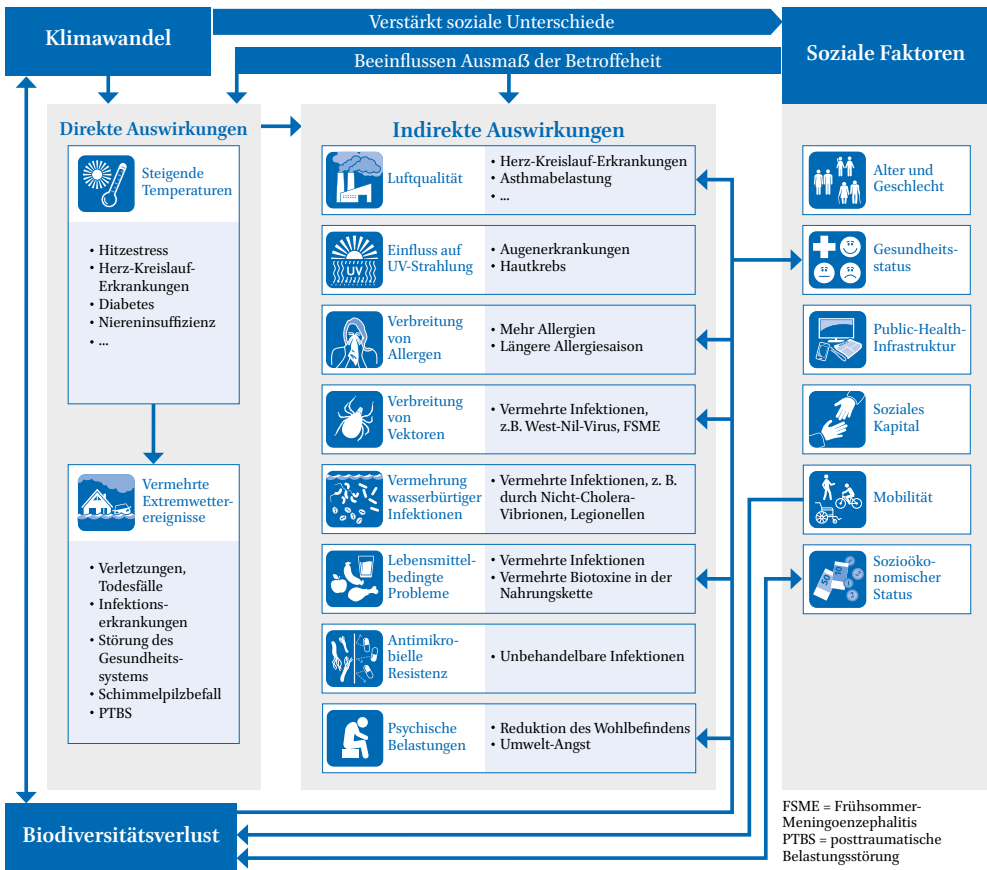 Klimawandel
Verstärkt soziale Unterschiede
Beeinflussen Ausmaß der Betroffeheit
Soziale Faktoren
Direkte Auswirkungen
Steigende
Temperaturen
• Hitzestress
• Herz-Kreislauf-
Erkrankungen
• Diabetes
• Niereninsuffizienz
• ...
Vermehrte
Extremwetter-
ereignisse
• Verletzungen,
Todesfälle
• Infektions-
erkrankungen
• Störung des
Gesundheits-
systems
• Schimmelpilzbefall
• PTBS
Indirekte Auswirkungen
Luftqualität
• Herz-Kreislauf-Erkrankungen
• Asthmabelastung
• ...
UV
Einfluss auf
UV-Strahlung
• Augenerkrankungen
• Hautkrebs
Verbreitung
von
Allergen
• Mehr Allergien
• Längere Allergiesaison
Verbreitung
von
Vektoren
• Vermehrte Infektionen,
z.B. West-Nil-Virus, FSME
Vermehrung
wasserbürtiger
Infektionen
• Vermehrte Infektionen, z. B.
durch Nicht-Cholera-
Vibrionen, Legionellen
Lebensmittel-
bedingte
Probleme
• Vermehrte Infektionen
• Vermehrte Biotoxine in der
Nahrungskette
Antimikro-
bielle
Resistenz
• Unbehandelbare Infektionen
Psychische
Belastungen
• Reduktion des Wohlbefindens
• Umwelt-Angst
Alter und
Geschlecht
Gesundheits-
status
Public-Health-
Infrastruktur
Soziales
Kapital
Mobilität
50
10
Sozioöko-
nomischer
Status
Biodiversitätsverlust
FSME = Frühsommer-
Meningoenzephalitis
PTBS = posttraumatische
Belastungsstörung